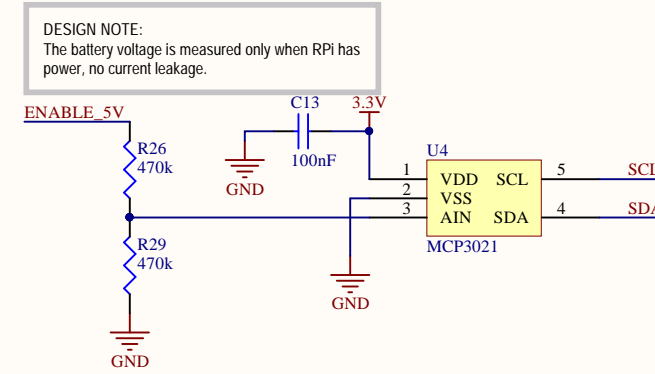 DESIGN NOTE:
The battery voltage is measured only when RPi has
power, no current leakage.
ENABLE_5V
C13
3.3V
100nF
GND
R26
470k
R29
470k
GND
U4
1
VDD
SCL
5
SCL
2
VSS
3
AIN
SDA
4
SDA
MCP3021
GND